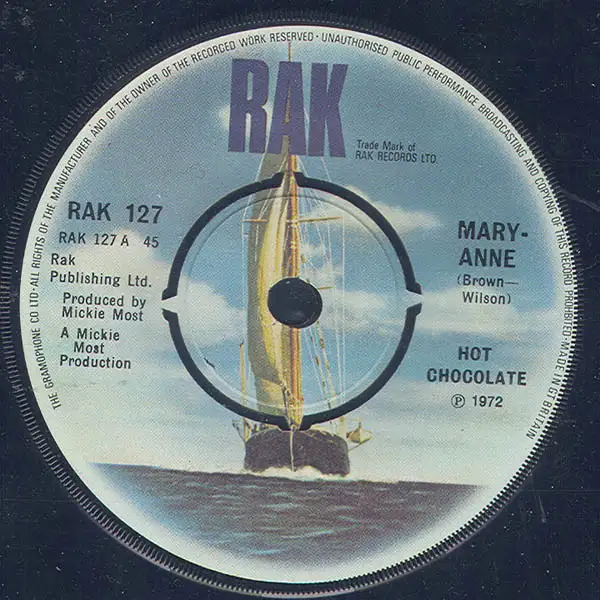 THE GRAMOPHONE CO LTD·ALL RIGHTS OF THE MANUFACTURER AND OF THE OWNER OF THE RECORDED WORK RESERVED · UNAUTHORISED PUBLIC PERFORMANCE BROADCASTING AND COPYING OF THIS RECORD PROHIBITED·MADE IN GT BRITAIN
RAK
Trade Mark of
RAK RECORDS LTD.
RAK 127
RAK 127 A 45
Rak
Publishing Ltd.
Produced by
Mickie Most
A Mickie
Most
Production
MARY-
ANNE
(Brown—
Wilson)
HOT
CHOCOLATE
Ⓟ 1972